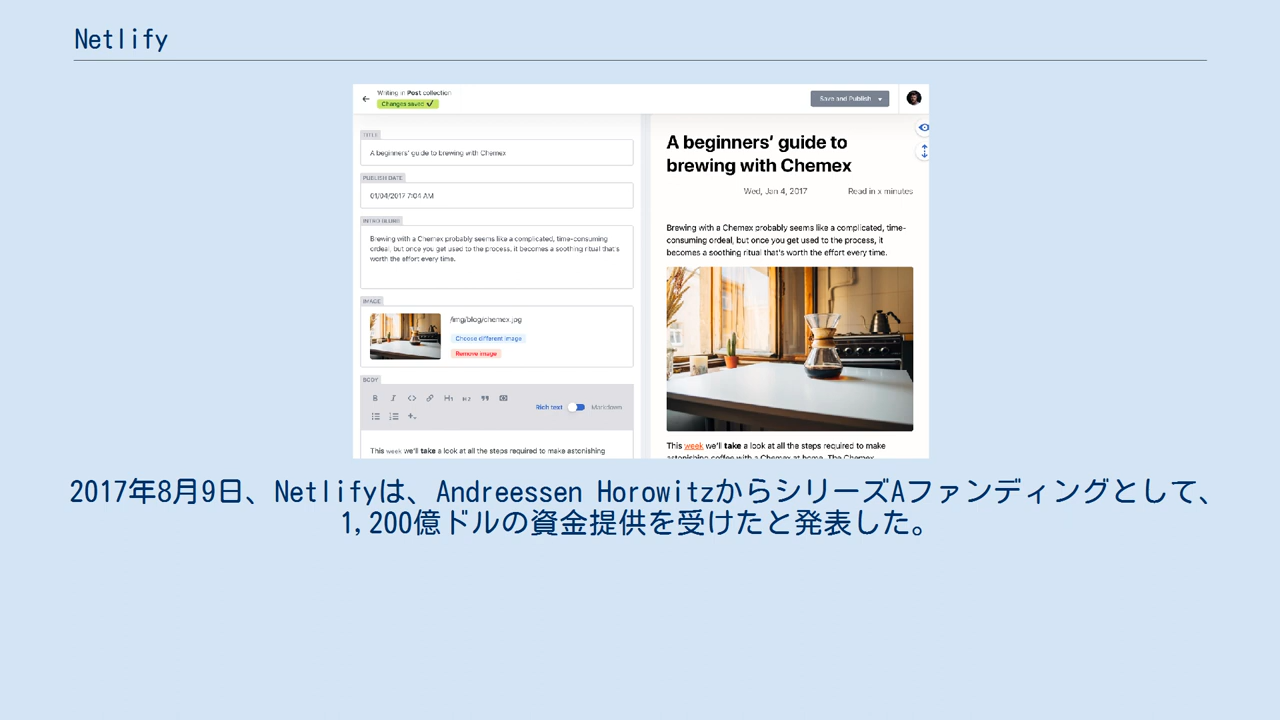 Netlify
Writing in Post collection
Changes saved
Save and Publish
TITLE
A beginners' guide to brewing with Chemex
PUBLISH DATE
01/04/2017 7:04 AM
INTRO BLURB
Brewing with a Chemex probably seems like a complicated, time-consuming
ordeal, but once you get used to the process, it becomes a soothing ritual that's
worth the effort every time.
IMAGE
/img/blog/chemex.jpg
Choose different image
Remove image
BODY
B I <> H1 H2
Rich text Markdown
This week we'll take a look at all the steps required to make astonishing
A beginners' guide to
brewing with Chemex
Wed, Jan 4, 2017 Read in x minutes
Brewing with a Chemex probably seems like a complicated, time-
consuming ordeal, but once you get used to the process, it
becomes a soothing ritual that's worth the effort every time.
This week we'll take a look at all the steps required to make
astonishing coffee with a Chemex at home. The Chemex
2017年8月9日、Netlifyは、Andreessen HorowitzからシリーズAファンディングとして、
1,200億ドルの資金提供を受けたと発表した。